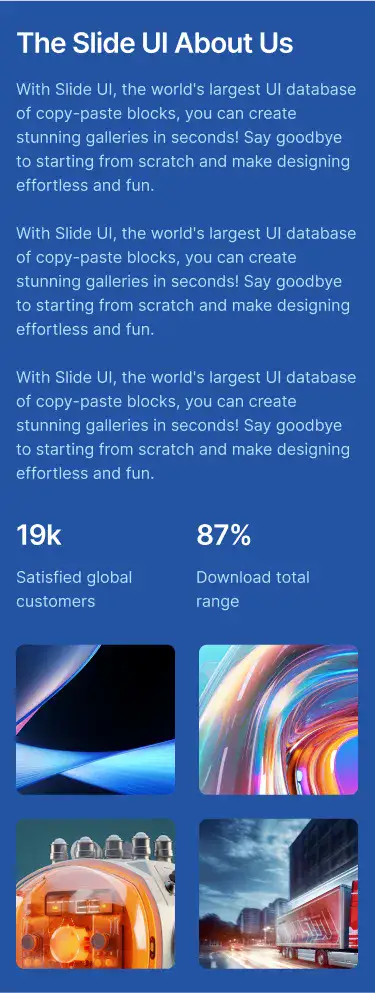 The Slide UI About Us
With Slide UI, the world's largest UI database
of copy-paste blocks, you can create
stunning galleries in seconds! Say goodbye
to starting from scratch and make designing
effortless and fun.
With Slide UI, the world's largest UI database
of copy-paste blocks, you can create
stunning galleries in seconds! Say goodbye
to starting from scratch and make designing
effortless and fun.
With Slide UI, the world's largest UI database
of copy-paste blocks, you can create
stunning galleries in seconds! Say goodbye
to starting from scratch and make designing
effortless and fun.
19k
87%
Satisfied global
customers
Download total
range